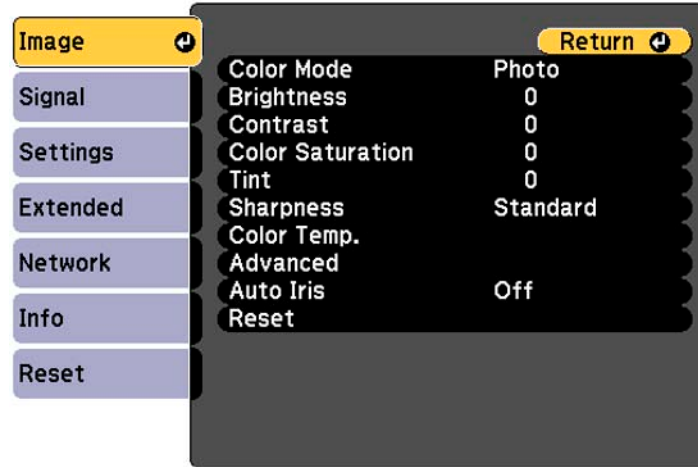 Image
Signal
Settings
Extended
Network
Info
Reset
Return
Color Mode Photo
Brightness 0
Contrast 0
Color Saturation 0
Tint 0
Sharpness Standard
Color Temp.
Advanced
Auto Iris Off
Reset